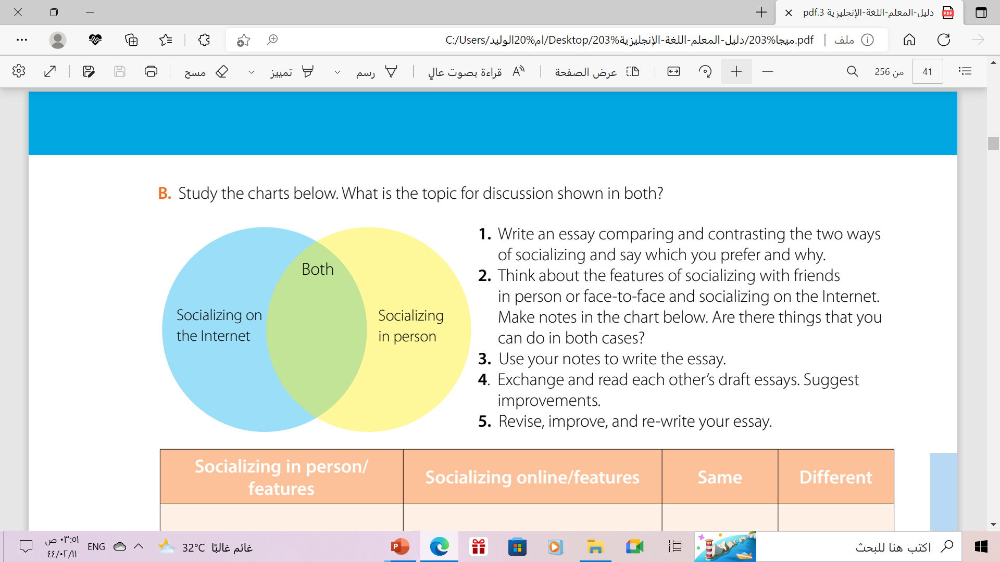 دليل-المعلم-اللغة-الإنجليزية 3.pdf
ملف
C:/Users/ام%20الوليد/Desktop/ميجا%203/دليل-المعلم-اللغة-الإنجليزية%203.pdf
41
من 256
عرض الصفحة
قراءة بصوت عالٍ
رسم
تمييز
مسح
B. Study the charts below. What is the topic for discussion shown in both?
Both
Socializing on
the Internet
Socializing
in person
1. Write an essay comparing and contrasting the two ways
of socializing and say which you prefer and why.
2. Think about the features of socializing with friends
in person or face-to-face and socializing on the Internet.
Make notes in the chart below. Are there things that you
can do in both cases?
3. Use your notes to write the essay.
4. Exchange and read each other’s draft essays. Suggest
improvements.
5. Revise, improve, and re-write your essay.
Socializing in person/
features
Socializing online/features
Same
Different
اكتب هنا للبحث
32°C غائم غالبًا
ENG
٠٣:٥١ ص
٤٤/٠٢/١١